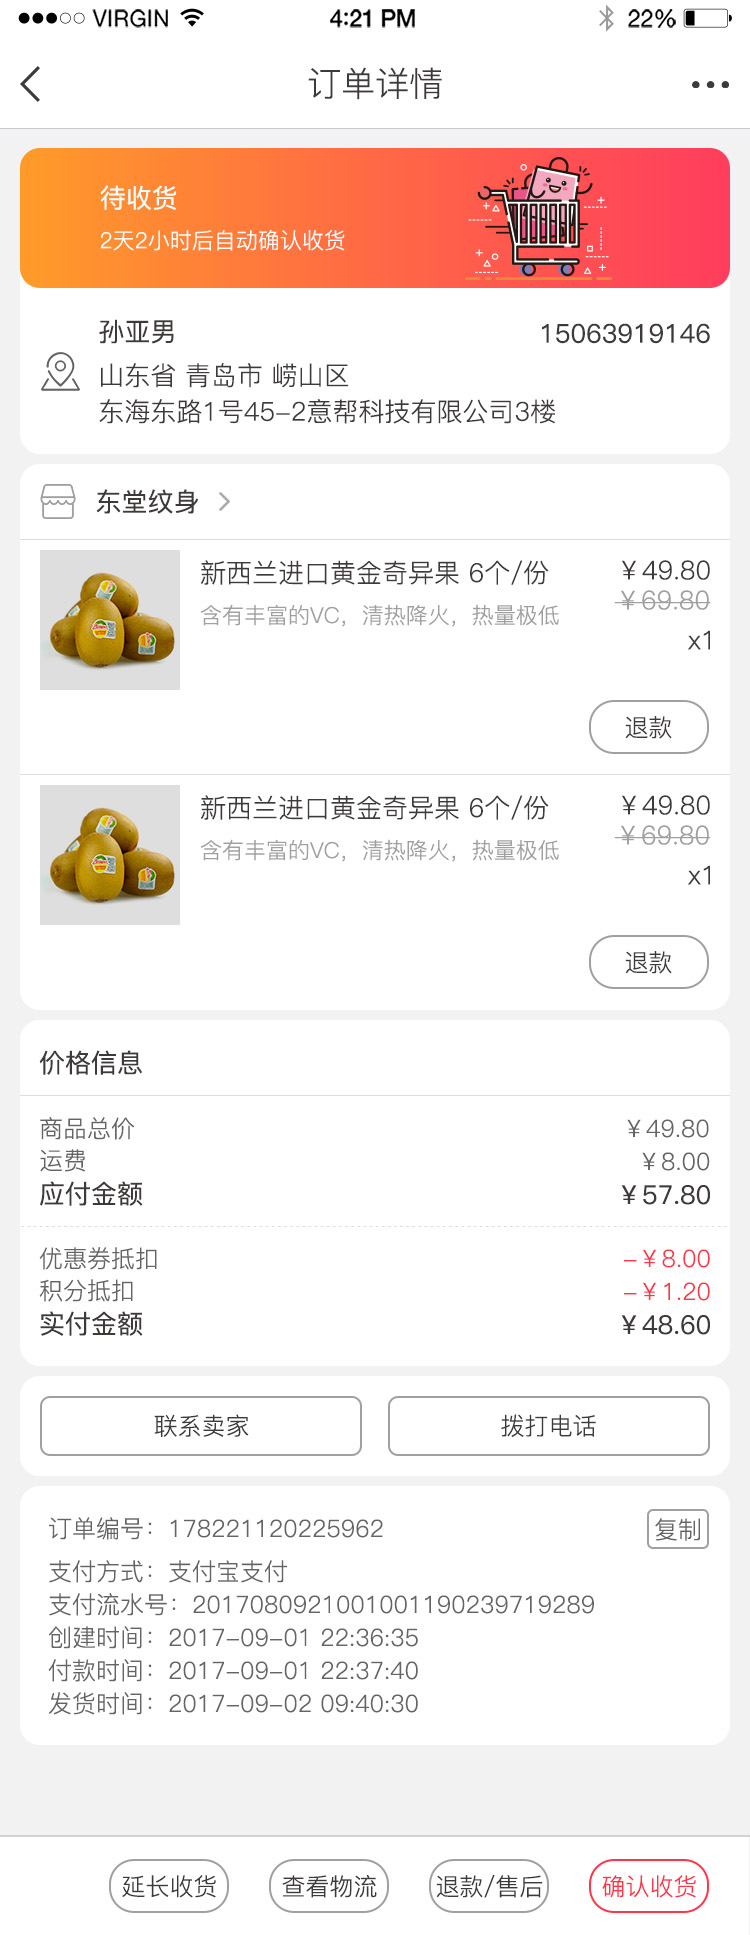 VIRGIN 4:21 PM 22%
订单详情
待收货
2天2小时后自动确认收货
孙亚男 15063919146
山东省 青岛市 崂山区
东海东路1号45-2意帮科技有限公司3楼
东堂纹身
新西兰进口黄金奇异果 6个/份 ¥49.80
含有丰富的VC，清热降火，热量极低 ¥69.80
x1
退款
新西兰进口黄金奇异果 6个/份 ¥49.80
含有丰富的VC，清热降火，热量极低 ¥69.80
x1
退款
价格信息
商品总价 ¥49.80
运费 ¥8.00
应付金额 ¥57.80
优惠券抵扣 -¥8.00
积分抵扣 -¥1.20
实付金额 ¥48.60
联系卖家 拨打电话
订单编号：178221120225962 复制
支付方式：支付宝支付
支付流水号：2017080921001001190239719289
创建时间：2017-09-01 22:36:35
付款时间：2017-09-01 22:37:40
发货时间：2017-09-02 09:40:30
延长收货 查看物流 退款/售后 确认收货